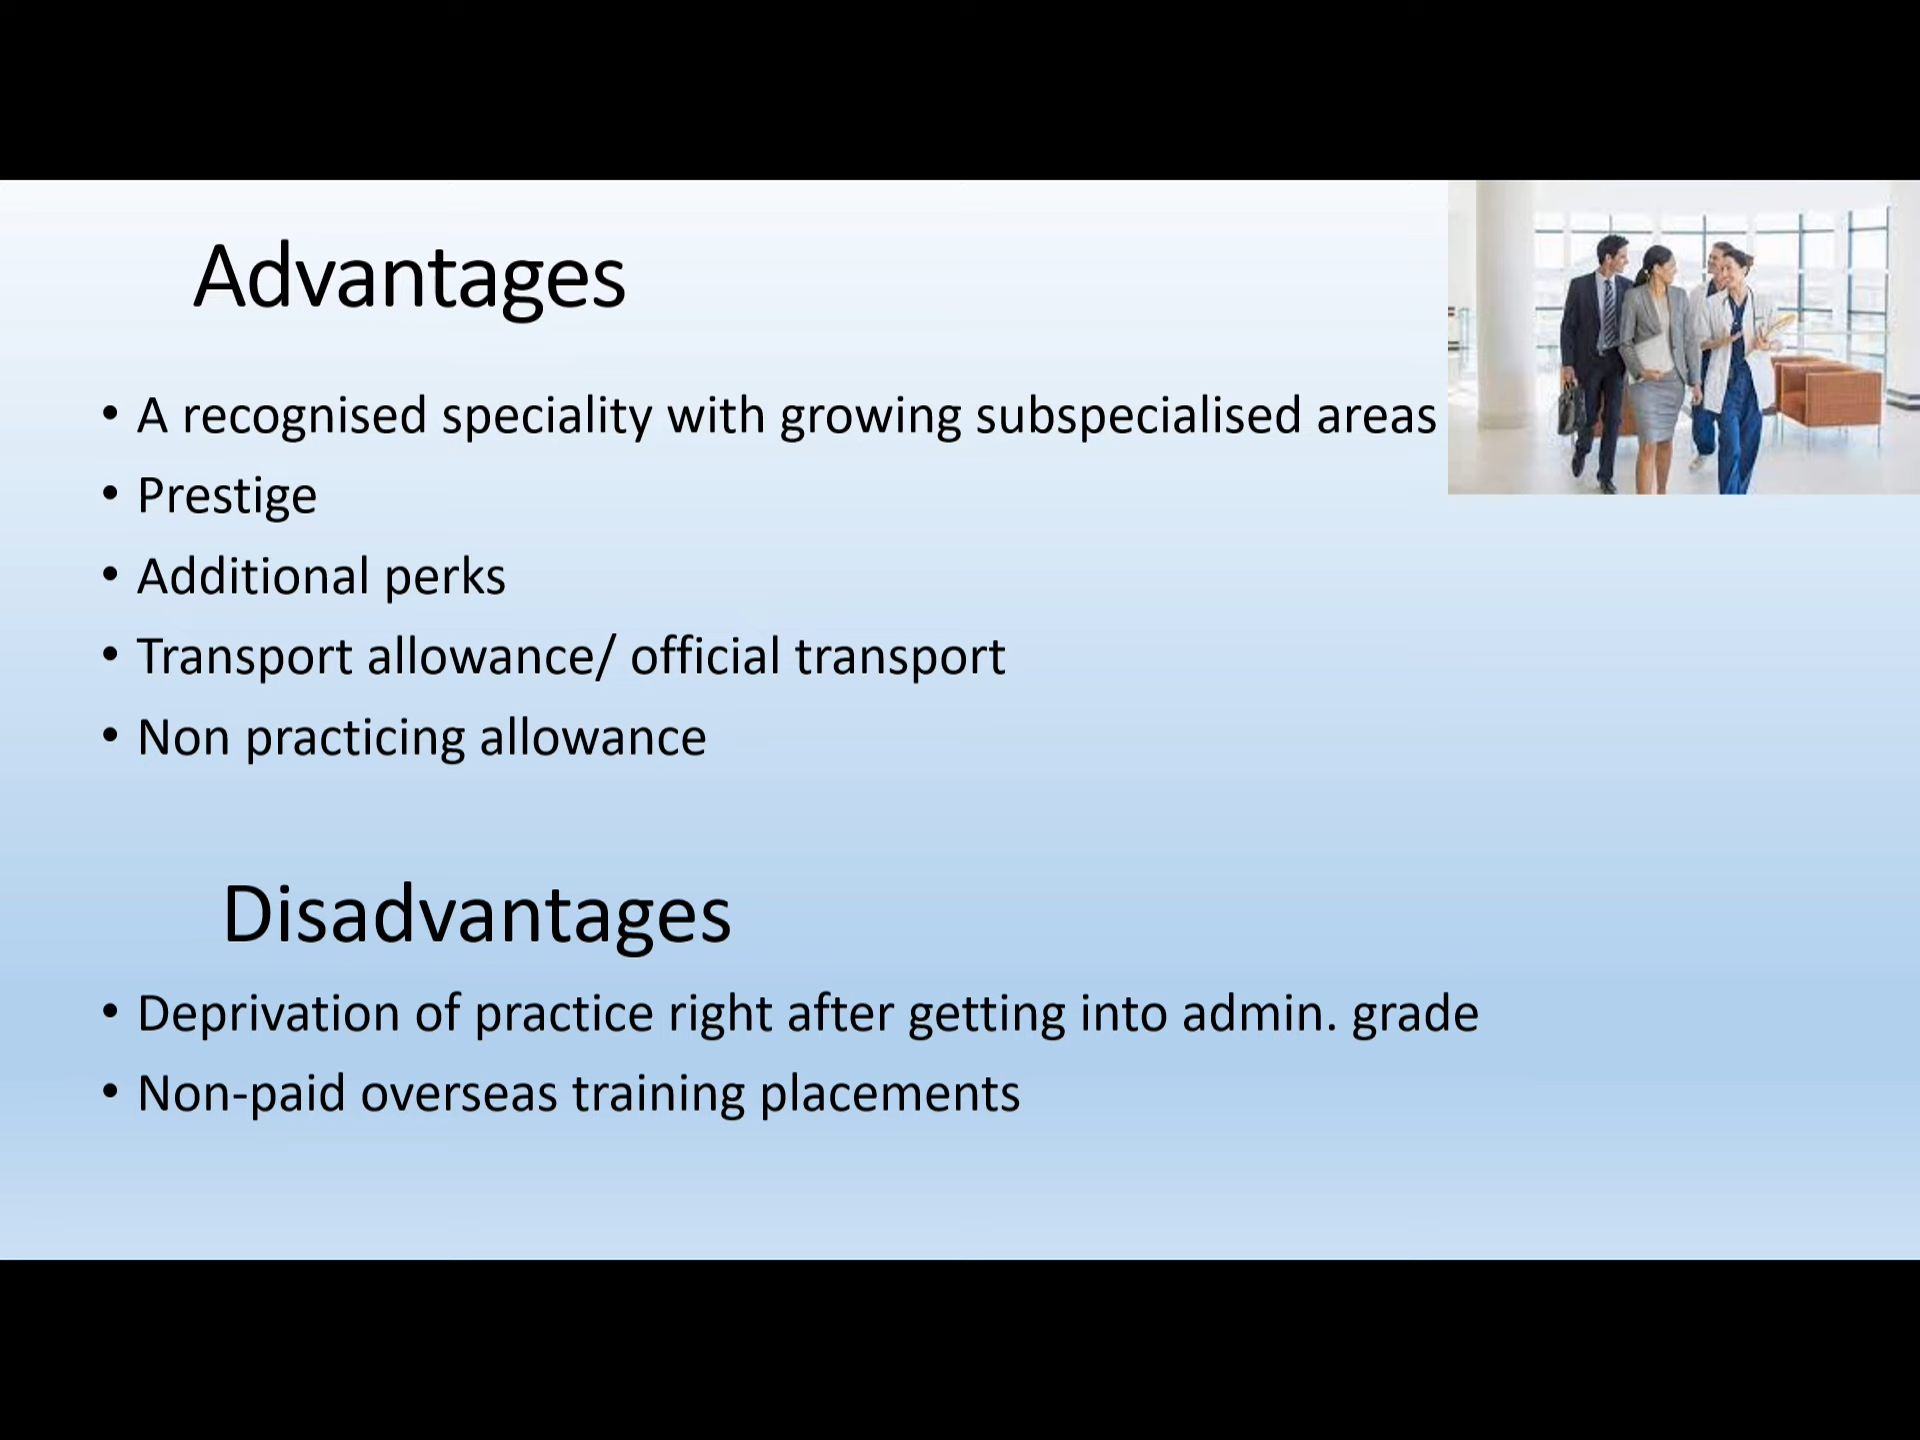 Advantages
• A recognised speciality with growing subspecialised areas
• Prestige
• Additional perks
• Transport allowance/ official transport
• Non practicing allowance
Disadvantages
• Deprivation of practice right after getting into admin. grade
• Non-paid overseas training placements